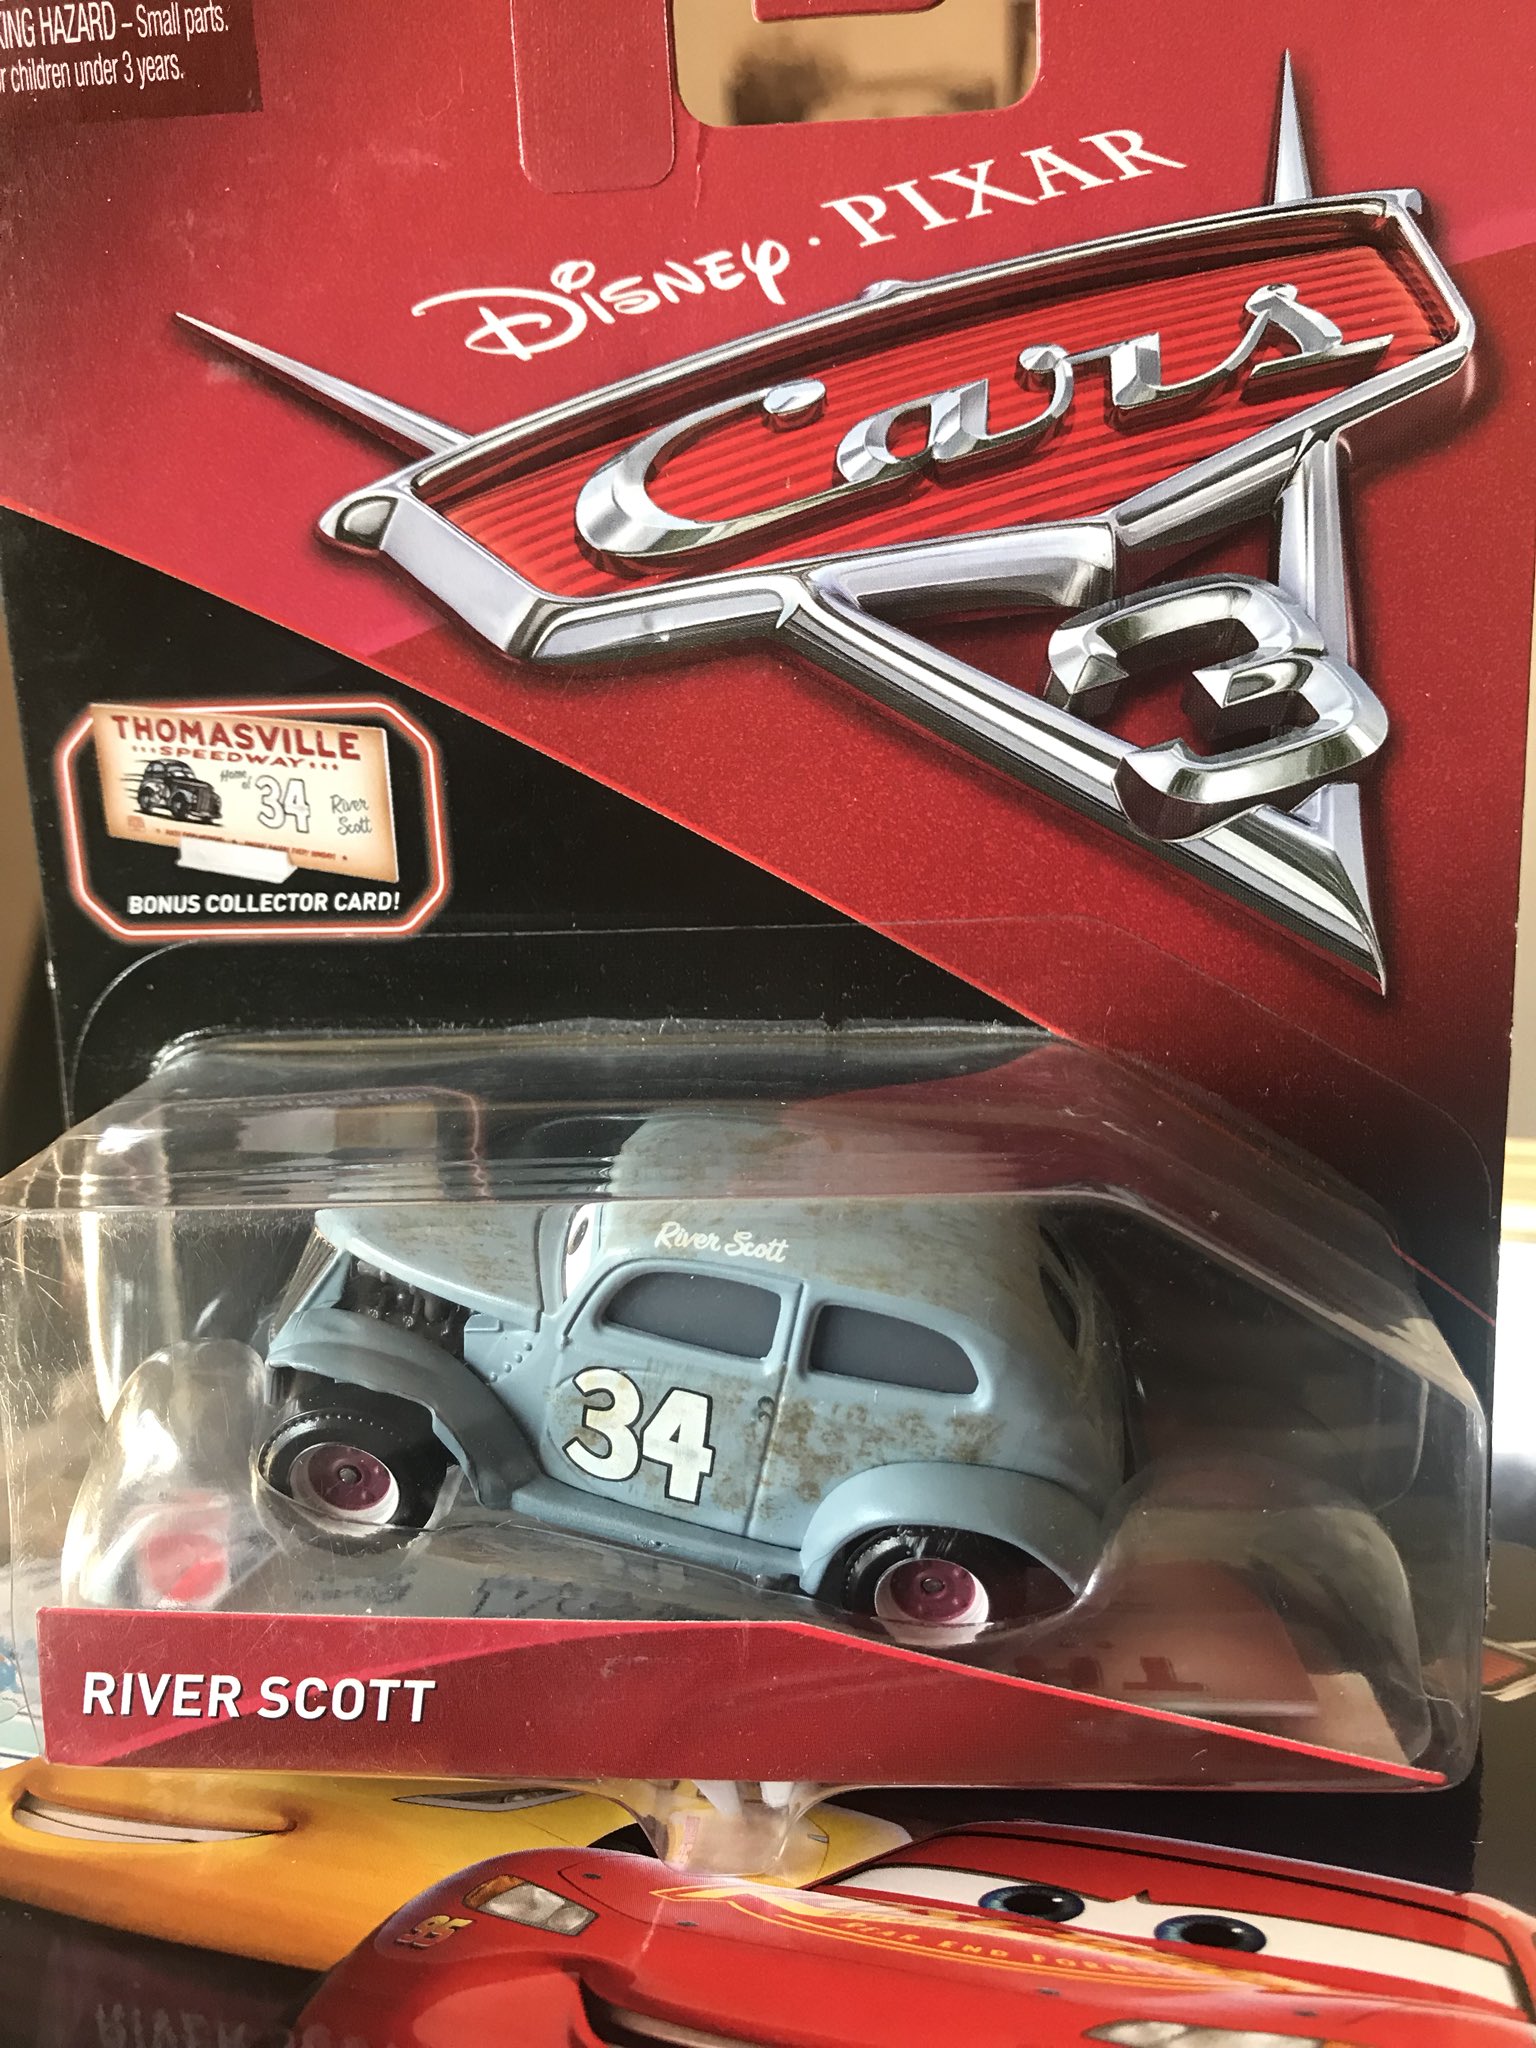 HAZARD – Small parts.
children under 3 years.
DISNEY · PIXAR
Cars
3
THOMASVILLE
SPEEDWAY
Home of 34 River Scott
BONUS COLLECTOR CARD!
River Scott
34
RIVER SCOTT
95